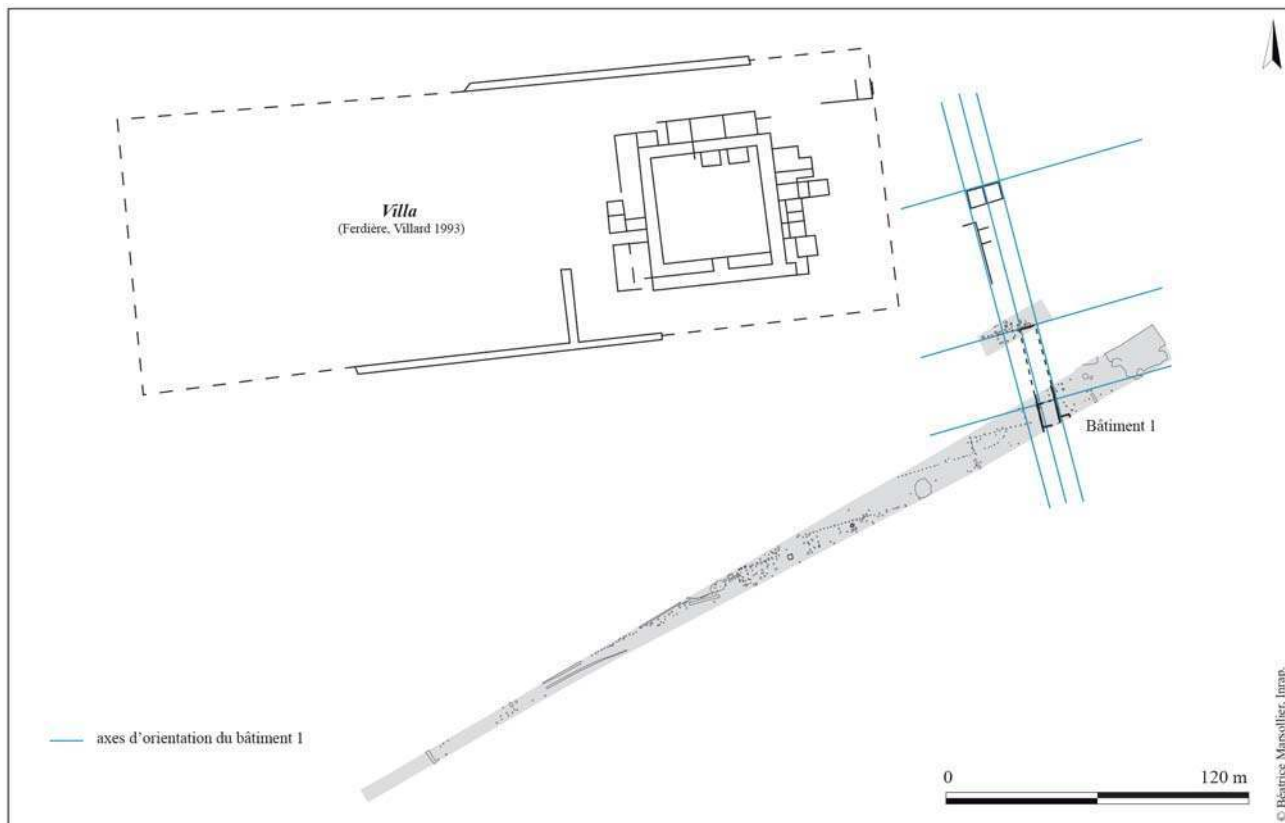 Villa
(Ferdière, Villard 1993)
Bâtiment 1
axes d'orientation du bâtiment 1
0 120 m
© Béatrice Marsollier, Inrap.